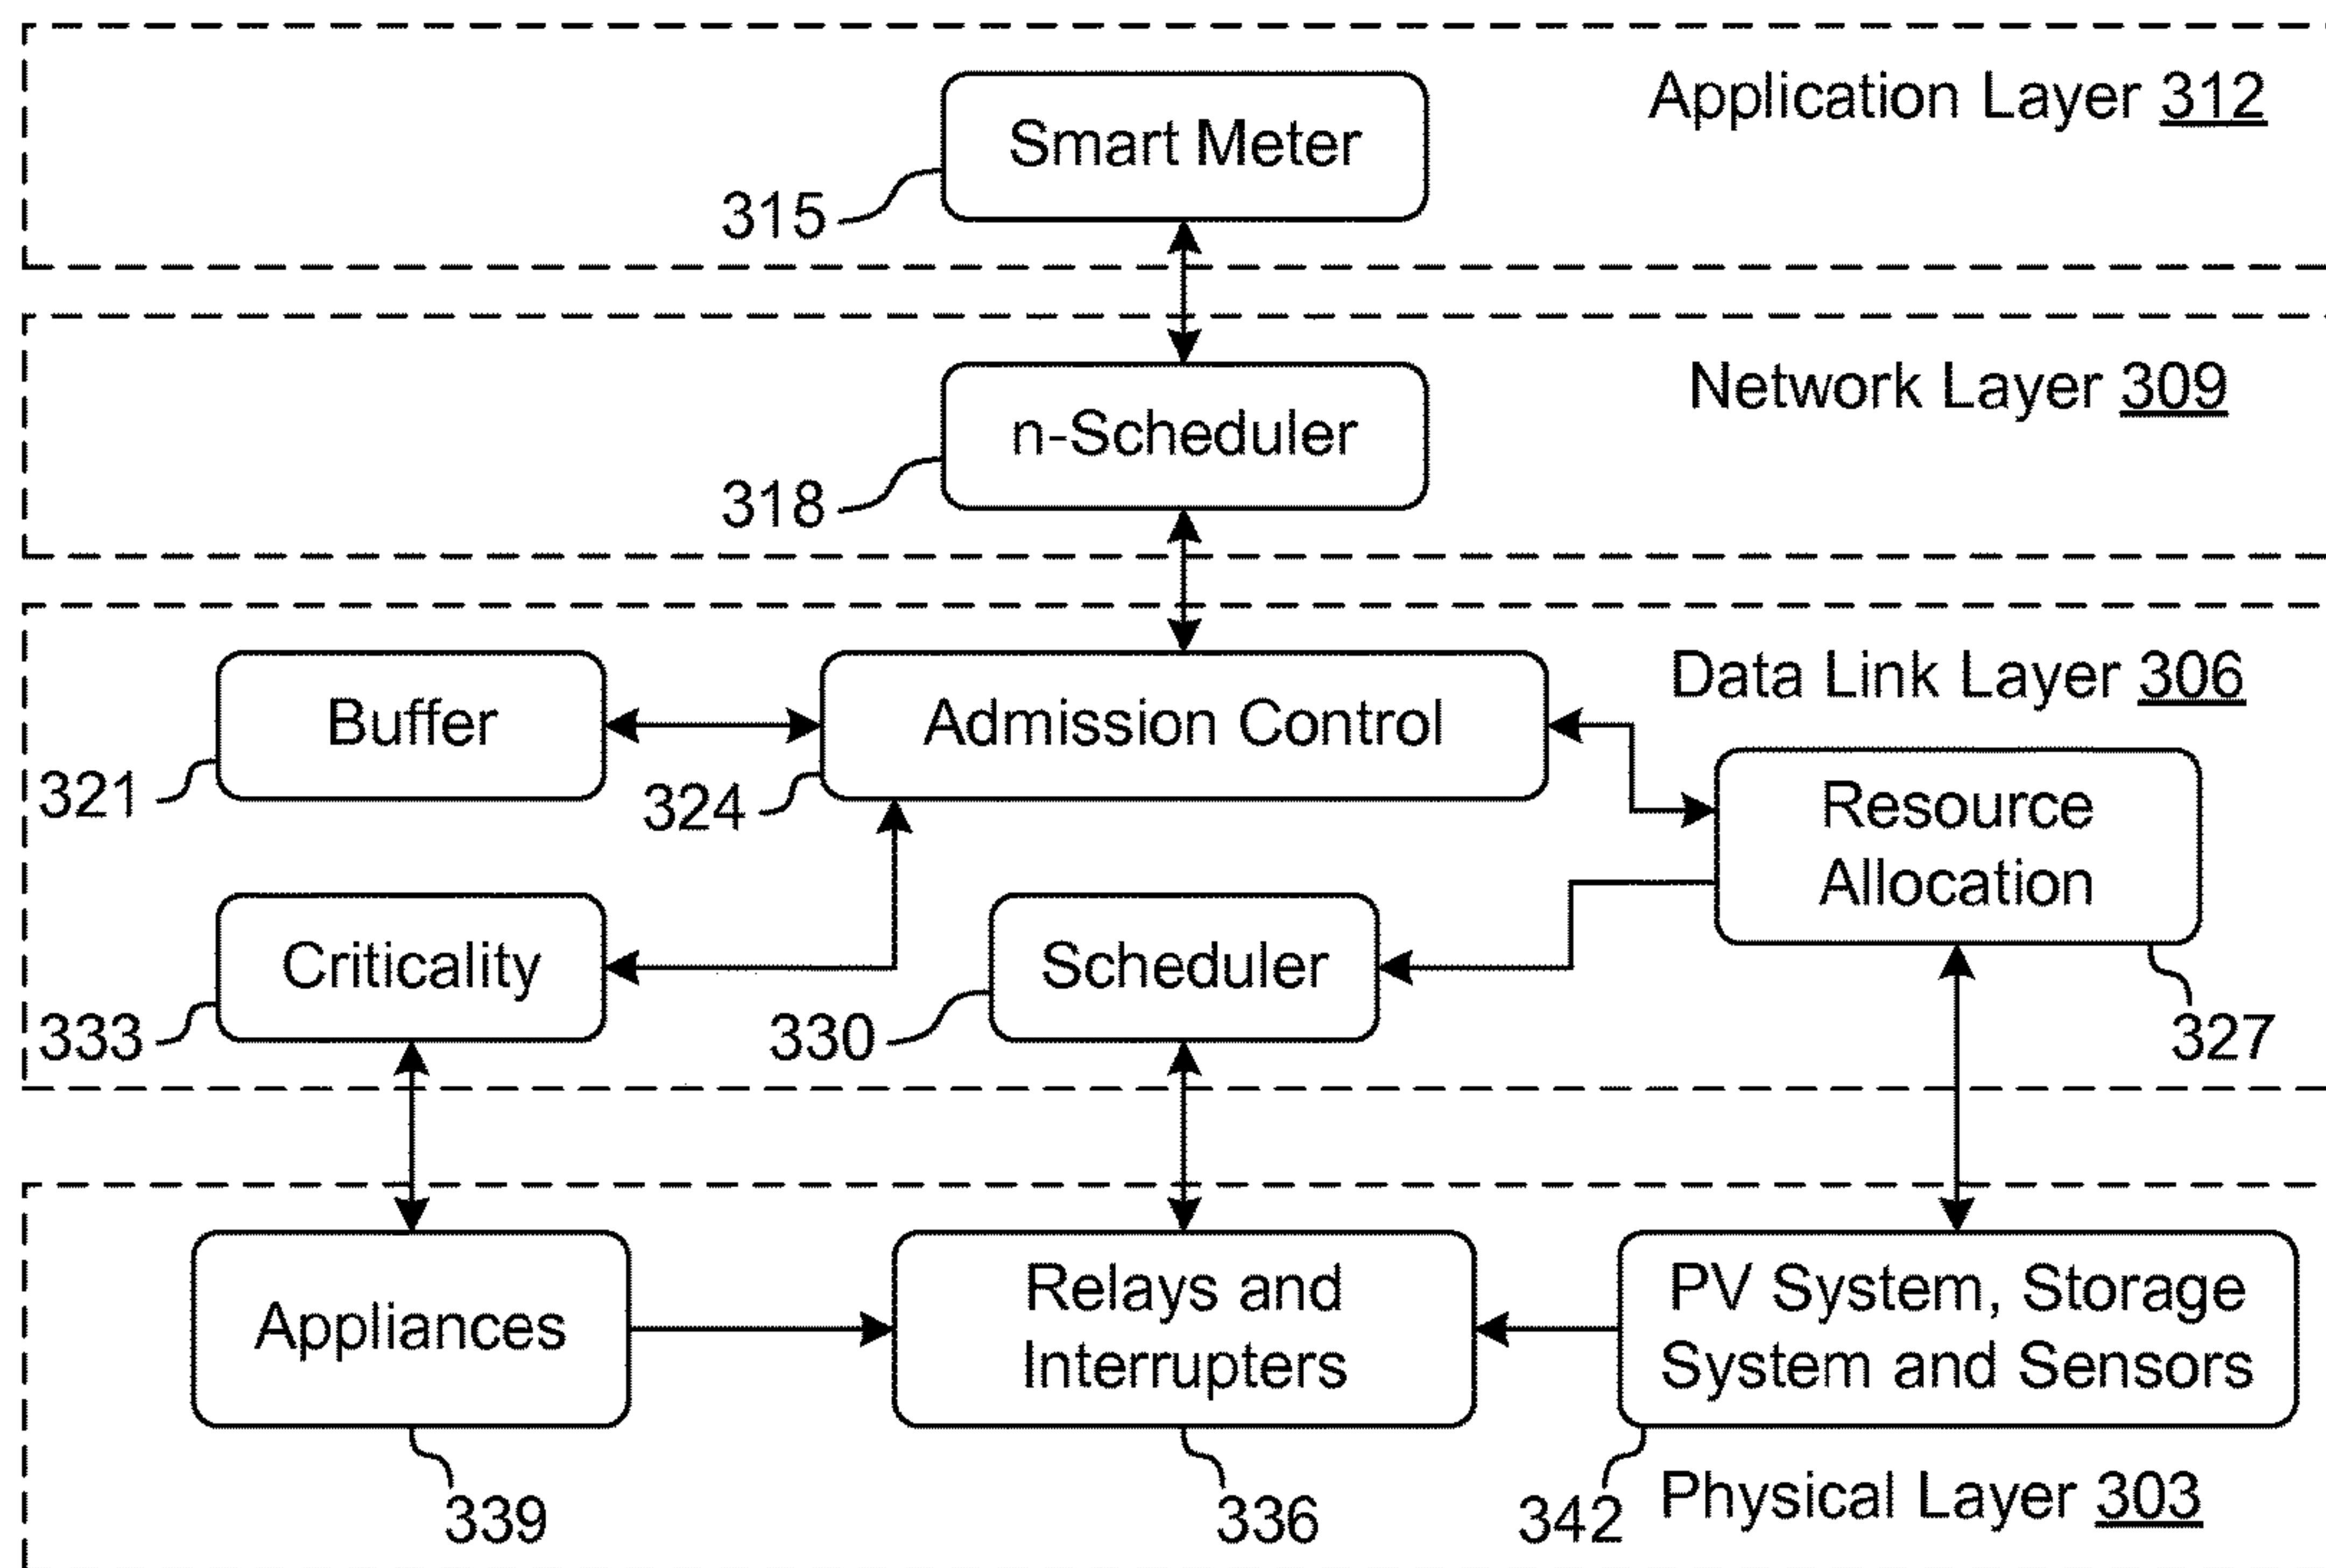 Application Layer 312
Smart Meter
315
Network Layer 309
n-Scheduler
318
Data Link Layer 306
Buffer
Admission Control
321
324
Resource
Allocation
Criticality
Scheduler
333
330
327
Appliances
Relays and
Interrupters
PV System, Storage
System and Sensors
339
336
342
Physical Layer 303